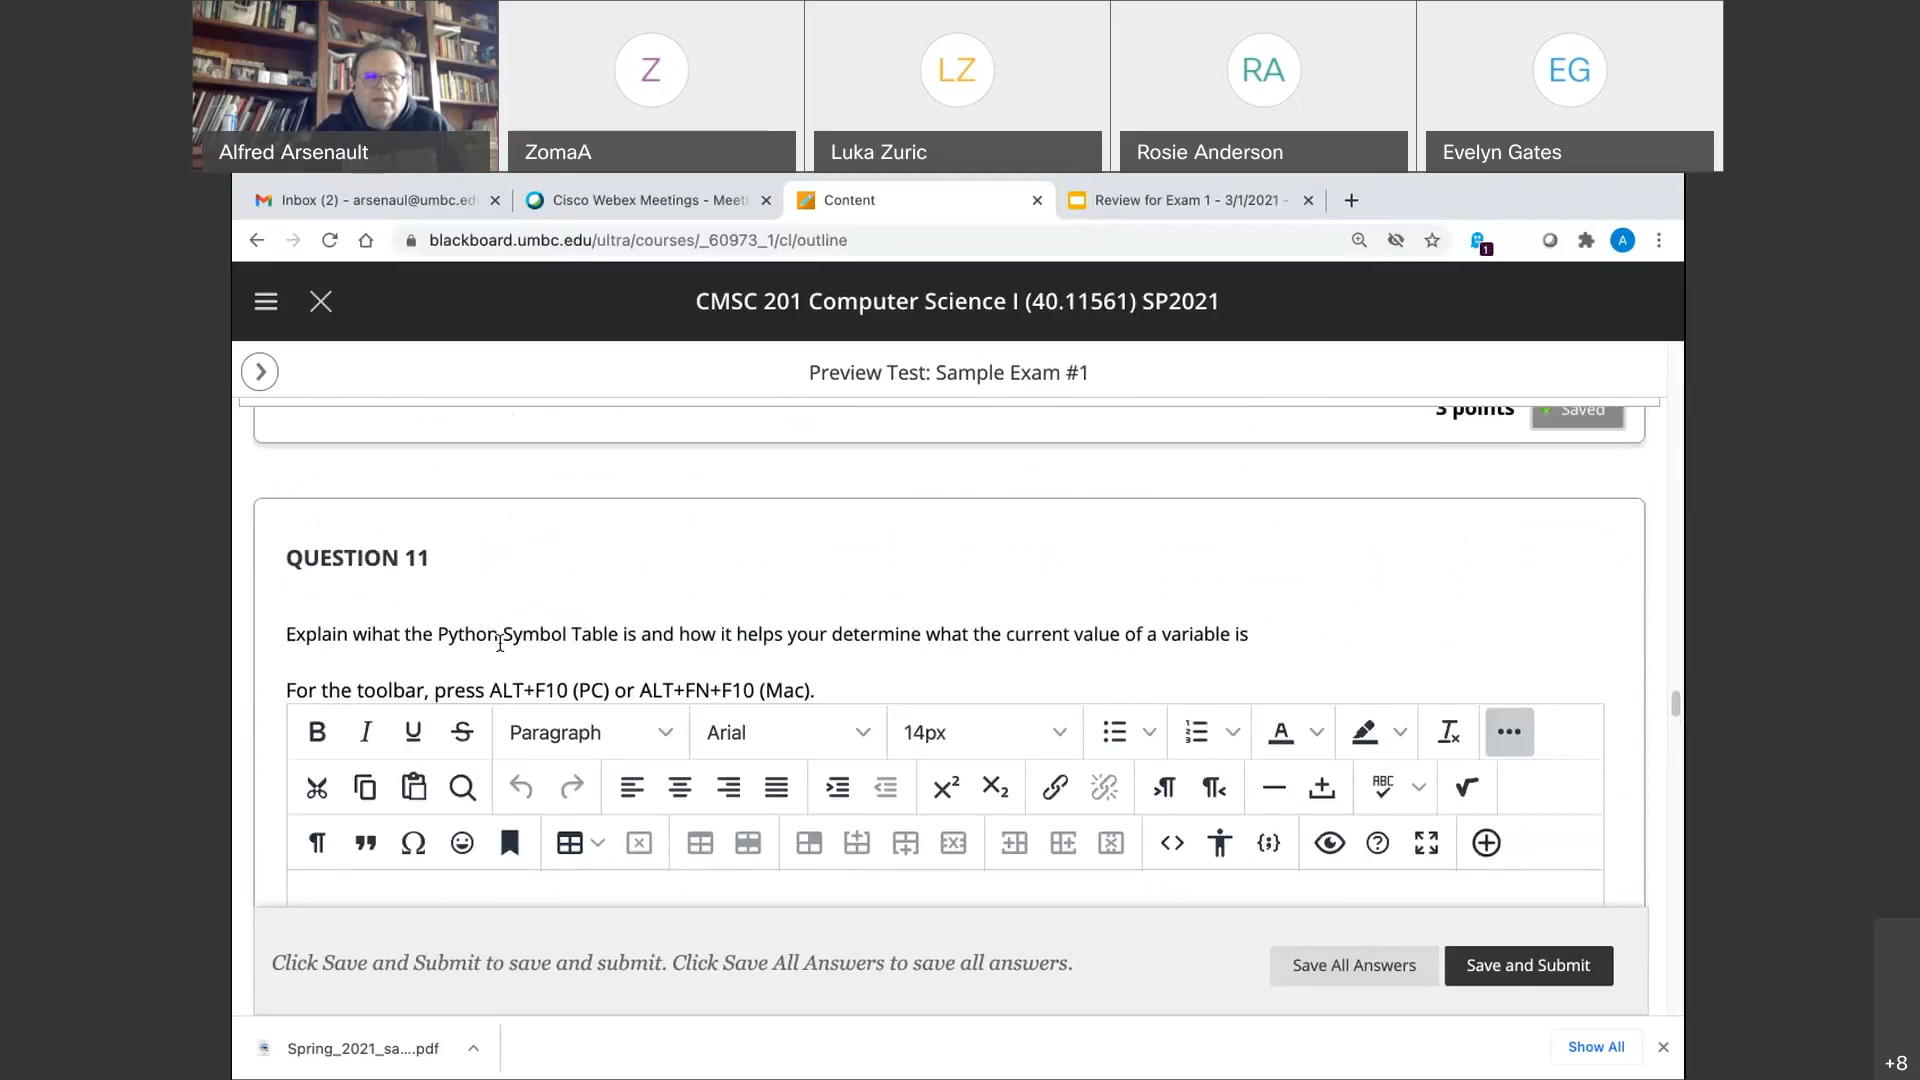 Z
LZ
RA
EG
Alfred Arsenault
ZomaA
Luka Zuric
Rosie Anderson
Evelyn Gates
Inbox (2) - arsenaul@umbc.ed
Cisco Webex Meetings - Meeti
Content
Review for Exam 1 - 3/1/2021 -
blackboard.umbc.edu/ultra/courses/_60973_1/cl/outline
1
A
CMSC 201 Computer Science I (40.11561) SP2021
Preview Test: Sample Exam #1
3 points
Saved
QUESTION 11
Explain wihat the Python Symbol Table is and how it helps your determine what the current value of a variable is
For the toolbar, press ALT+F10 (PC) or ALT+FN+F10 (Mac).
B I U S Paragraph Arial 14px
ABC
Click Save and Submit to save and submit. Click Save All Answers to save all answers.
Save All Answers
Save and Submit
Spring_2021_sa....pdf
Show All
+8